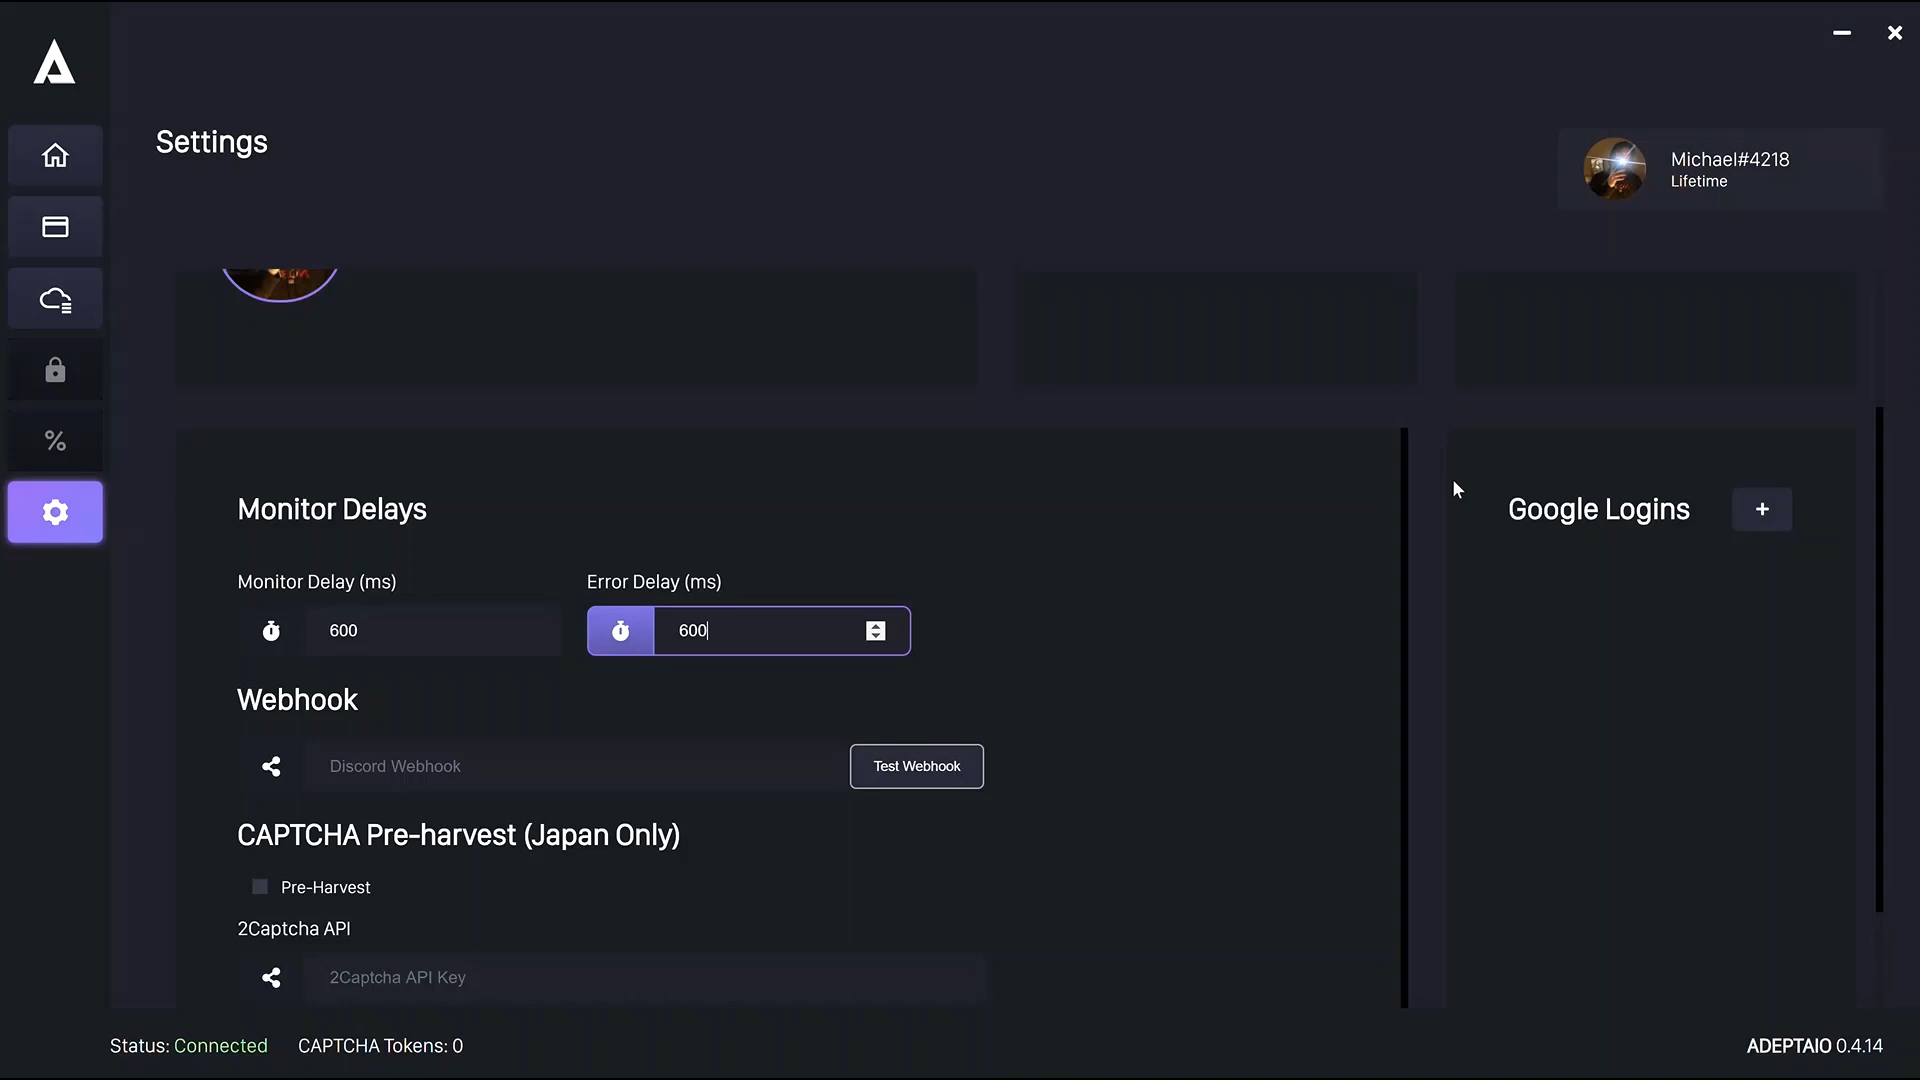 Settings
Michael#4218
Lifetime
Monitor Delays
Google Logins
+
Monitor Delay (ms)
Error Delay (ms)
600
600
Webhook
Discord Webhook
Test Webhook
CAPTCHA Pre-harvest (Japan Only)
Pre-Harvest
2Captcha API
2Captcha API Key
Status: Connected
CAPTCHA Tokens: 0
ADEPTAIO 0.4.14